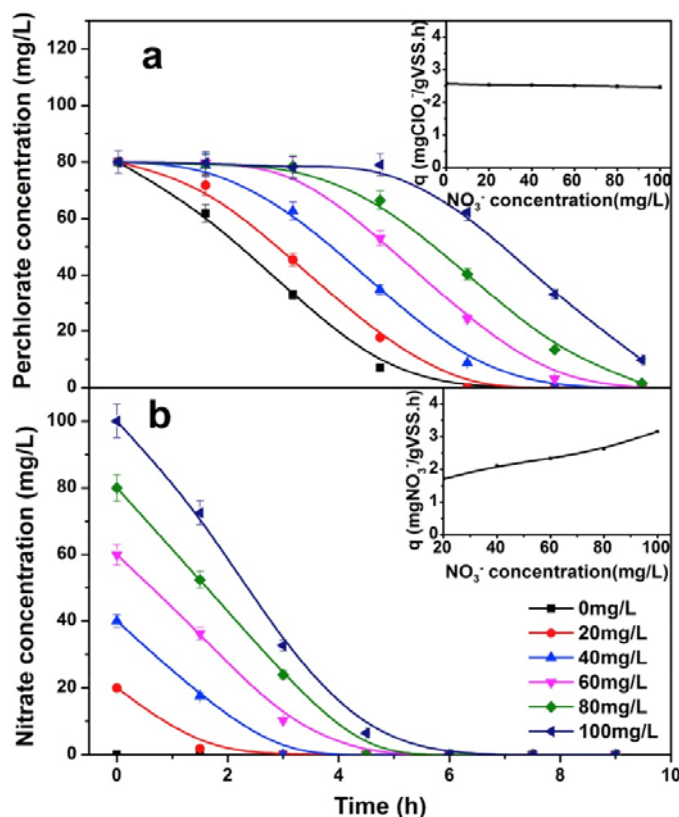 a
Perchlorate concentration (mg/L)
120
100
80
60
40
20
0
q (mgClO₄⁻/gVSS.h)
5
4
3
2
1
0
0 20 40 60 80 100
NO₃⁻ concentration(mg/L)
b
Nitrate concentration (mg/L)
100
80
60
40
20
0
q (mgNO₃⁻/gVSS.h)
4
3
2
1
0
20 40 60 80 100
NO₃⁻ concentration(mg/L)
0mg/L
20mg/L
40mg/L
60mg/L
80mg/L
100mg/L
0 2 4 6 8 10
Time (h)